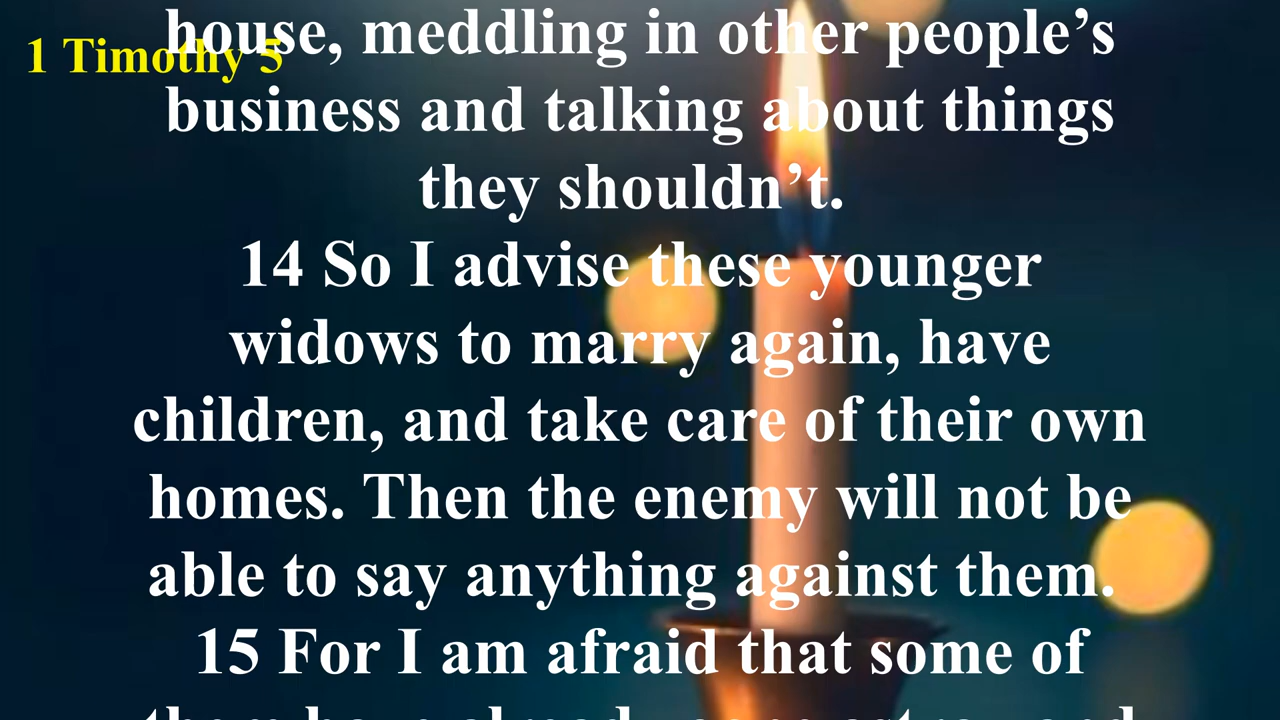 1 Timothy 5
house, meddling in other people’s
business and talking about things
they shouldn’t.
14 So I advise these younger
widows to marry again, have
children, and take care of their own
homes. Then the enemy will not be
able to say anything against them.
15 For I am afraid that some of